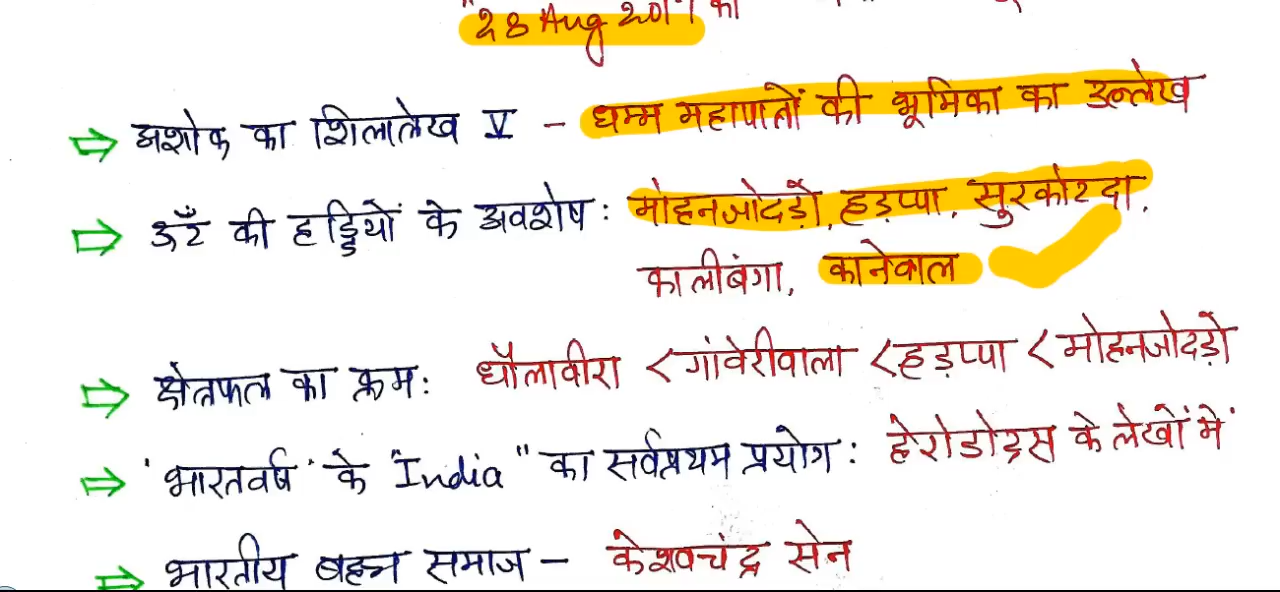 28 Aug 2017 को
⇒ अशोक का शिलालेख V – धम्म महापातों की भूमिका का उल्लेख
⇒ ऊँट की हड्डियों के अवशेष: मोहनजोदड़ो, हड़प्पा, सुरकोटदा,
कालीबंगा, कानेवाल
⇒ क्षेत्रफल का क्रम: धौलावीरा < गांवेरीवाला < हड़प्पा < मोहनजोदड़ो
⇒ 'भारतवर्ष' के "India" का सर्वप्रथम प्रयोग: हेरोडोट्स के लेखों में
⇒ भारतीय बह्म समाज – केशवचंद्र सेन